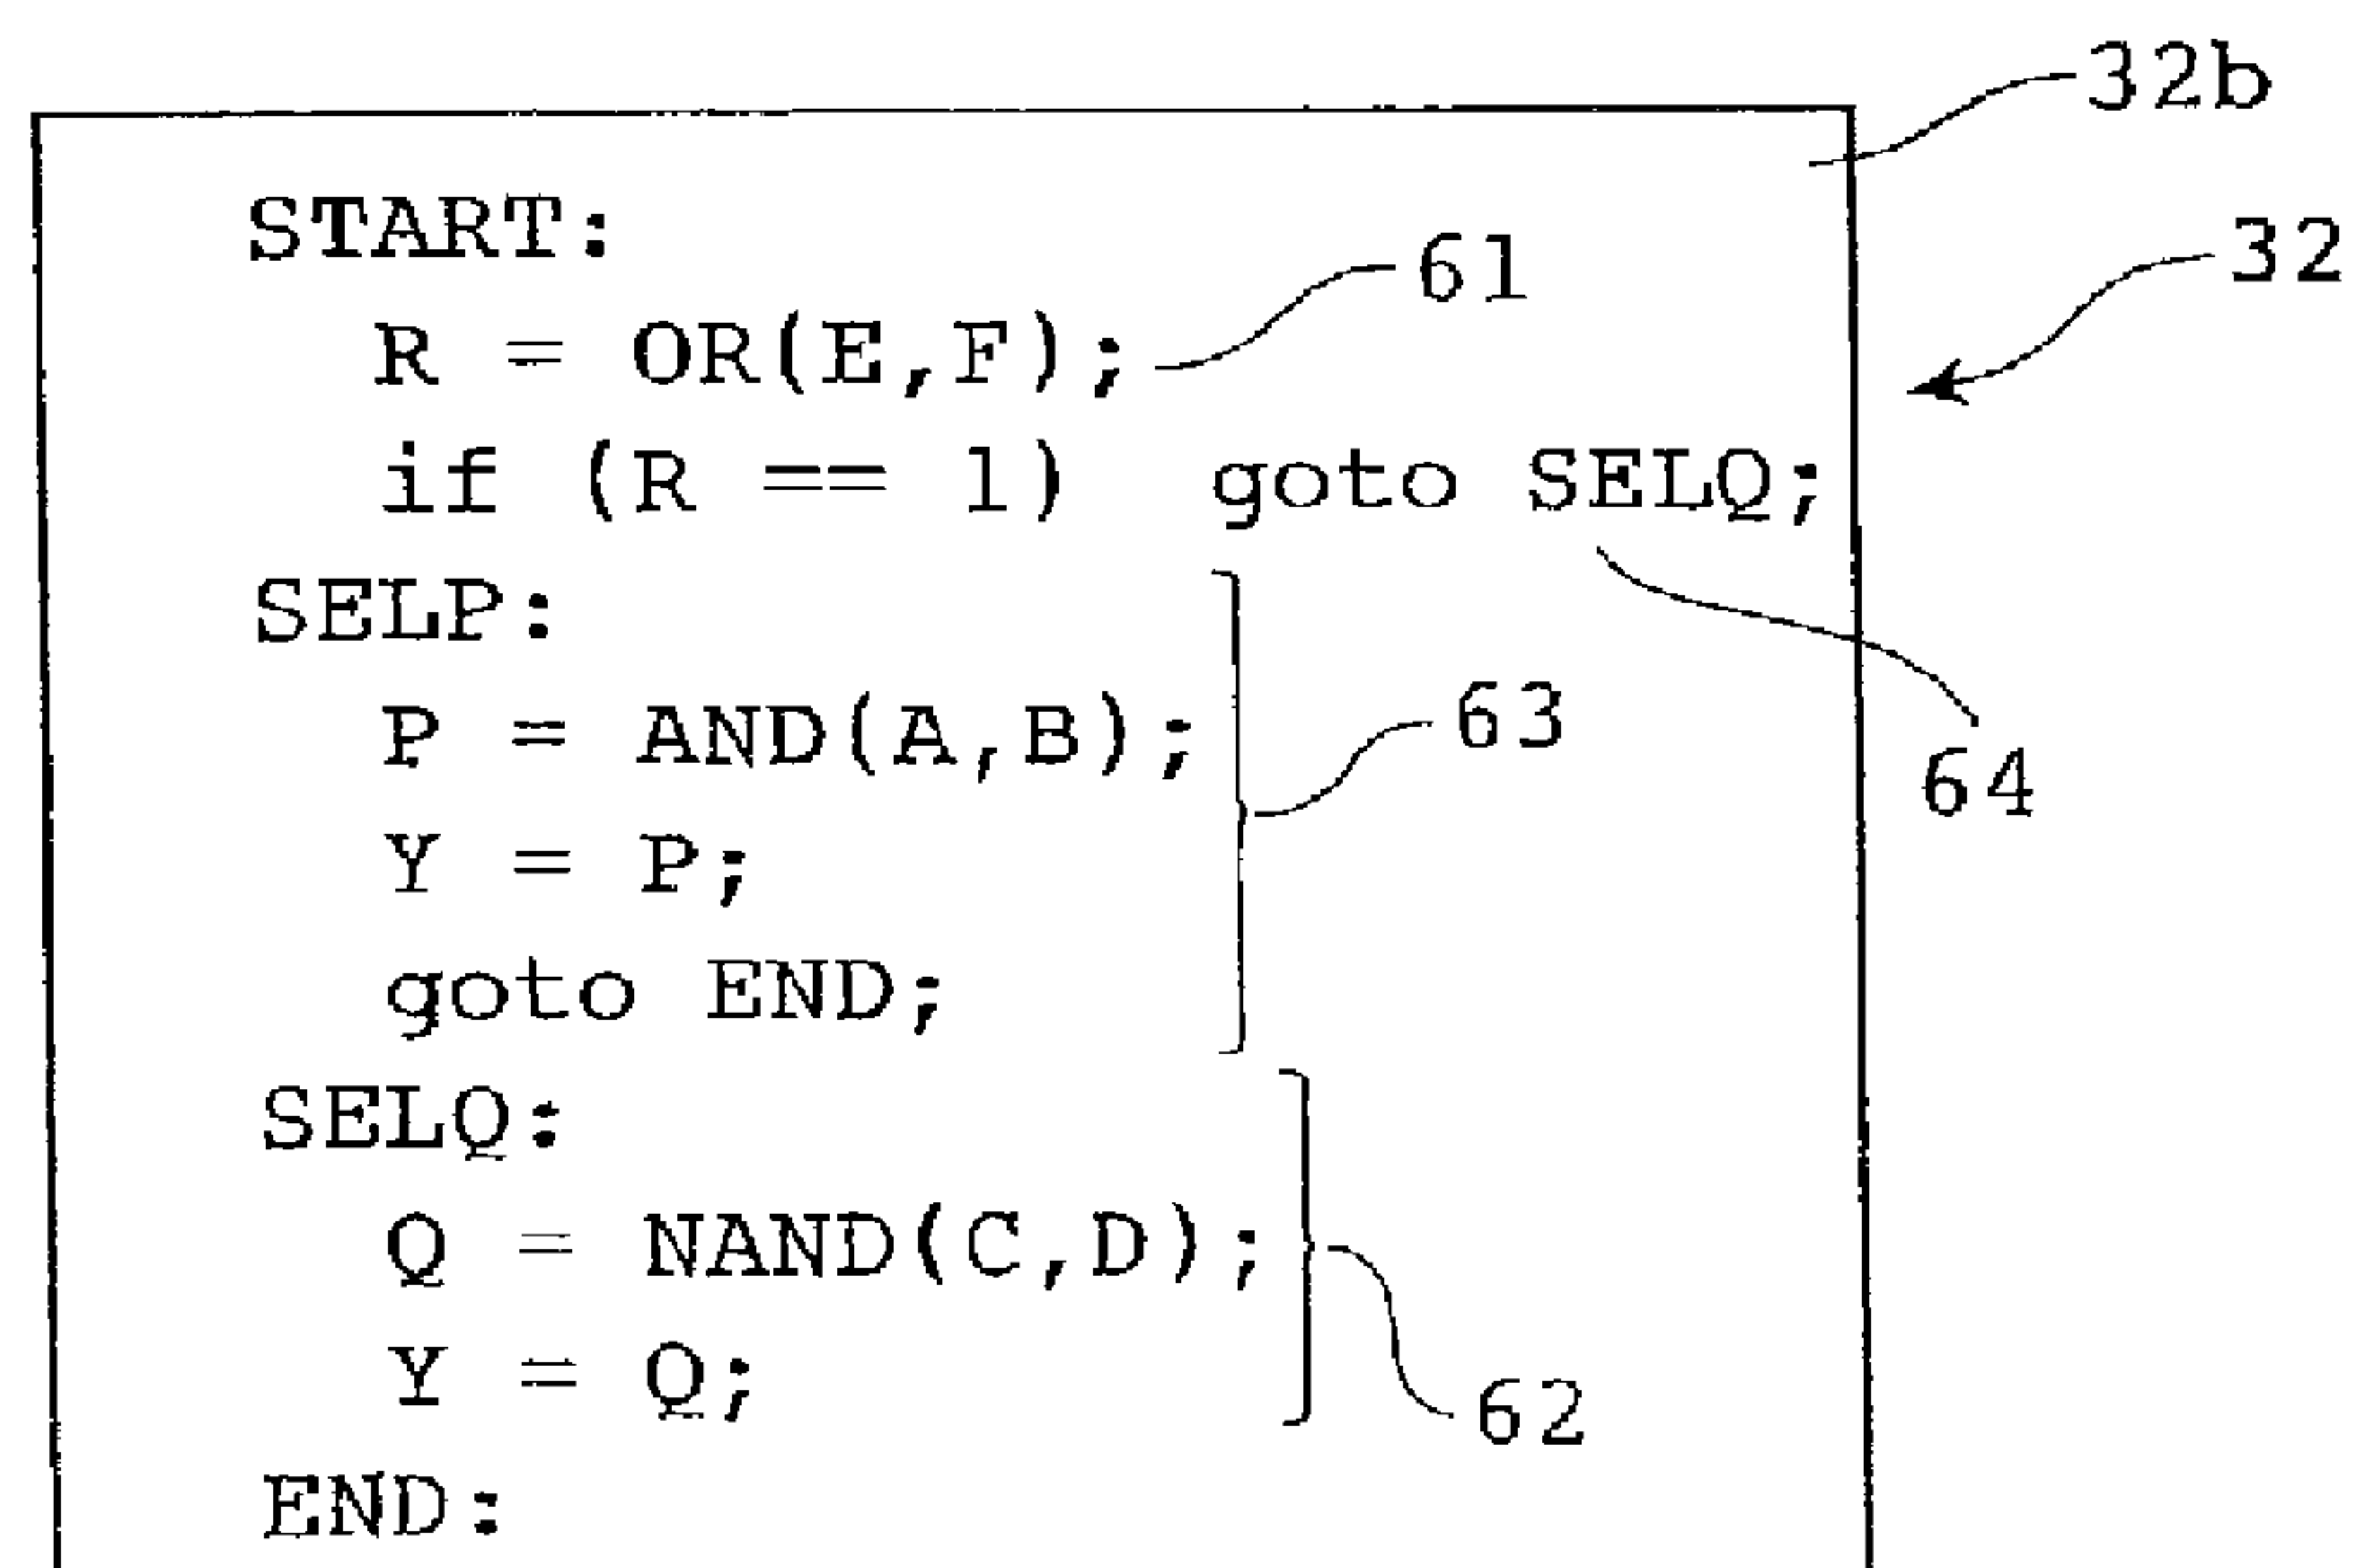 32b
START:
32
R = OR(E,F);
61
if (R == 1) goto SELQ;
SELP:
P = AND(A,B);
63
64
Y = P;
goto END;
SELQ:
Q = NAND(C,D);
Y = Q;
62
END: